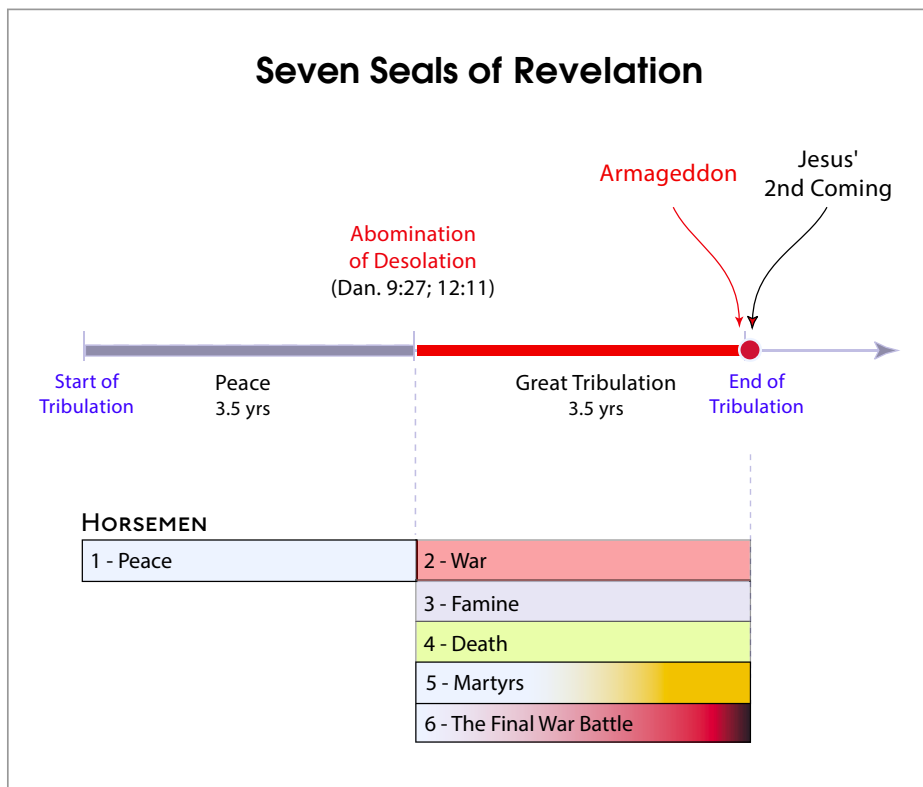 Seven Seals of Revelation
Armageddon
Jesus'
2nd Coming
Abomination
of Desolation
(Dan. 9:27; 12:11)
Start of
Tribulation
Peace
3.5 yrs
Great Tribulation
3.5 yrs
End of
Tribulation
HORSEMEN
1 - Peace
2 - War
3 - Famine
4 - Death
5 - Martyrs
6 - The Final War Battle